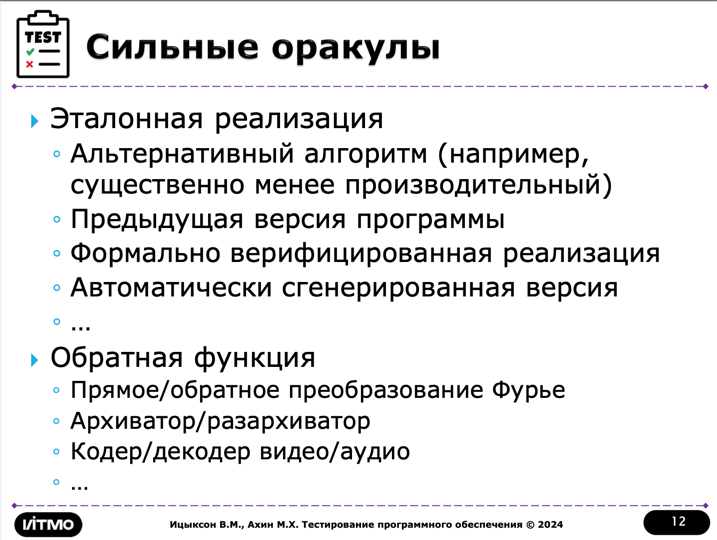 TEST
Сильные оракулы
Эталонная реализация
Альтернативный алгоритм (например,
существенно менее производительный)
Предыдущая версия программы
Формально верифицированная реализация
Автоматически сгенерированная версия
...
Обратная функция
Прямое/обратное преобразование Фурье
Архиватор/разархиватор
Кодер/декодер видео/аудио
...
ИТМО
Ицыксон В.М., Ахин М.Х. Тестирование программного обеспечения © 2024
12